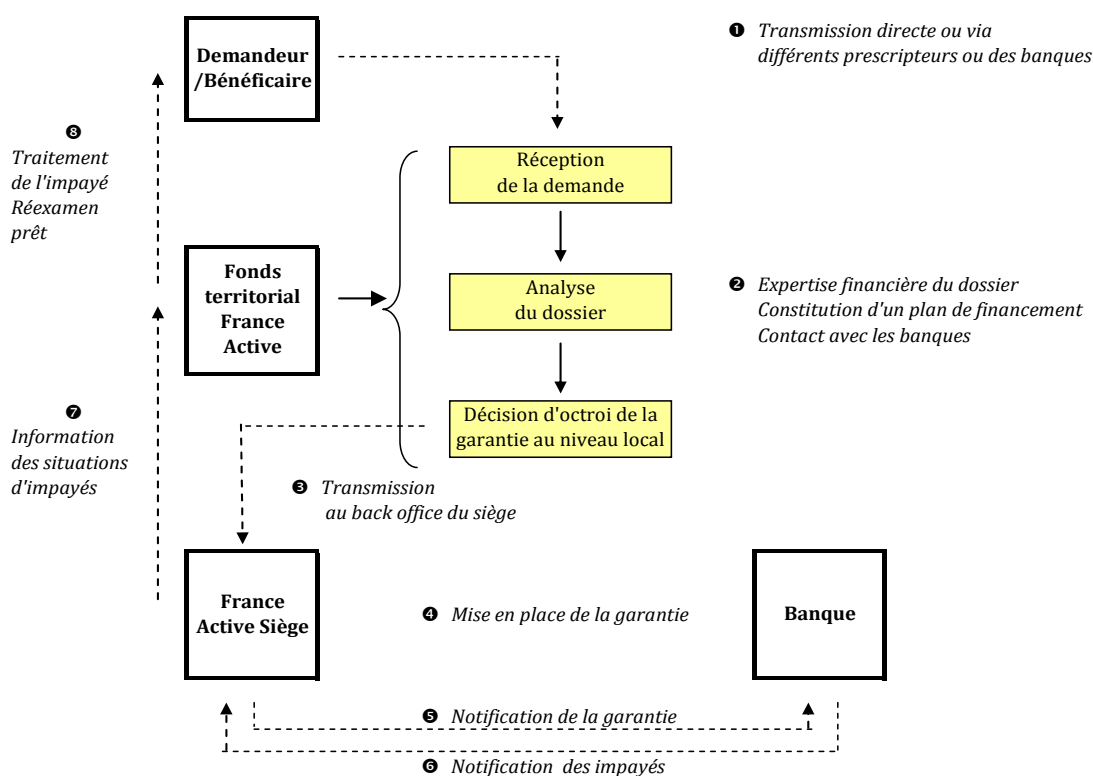 ❶ Transmission directe ou via
différents prescripteurs ou des banques
Demandeur
/Bénéficaire
❽
Traitement
de l'impayé
Réexamen
prêt
Réception
de la demande
Fonds
territorial
France
Active
Analyse
du dossier
❷ Expertise financière du dossier
Constitution d'un plan de financement
Contact avec les banques
❼
Information
des situations
d'impayés
Décision d'octroi de la
garantie au niveau local
❸ Transmission
au back office du siège
France
Active Siège
❹ Mise en place de la garantie
Banque
❺ Notification de la garantie
❻ Notification des impayés